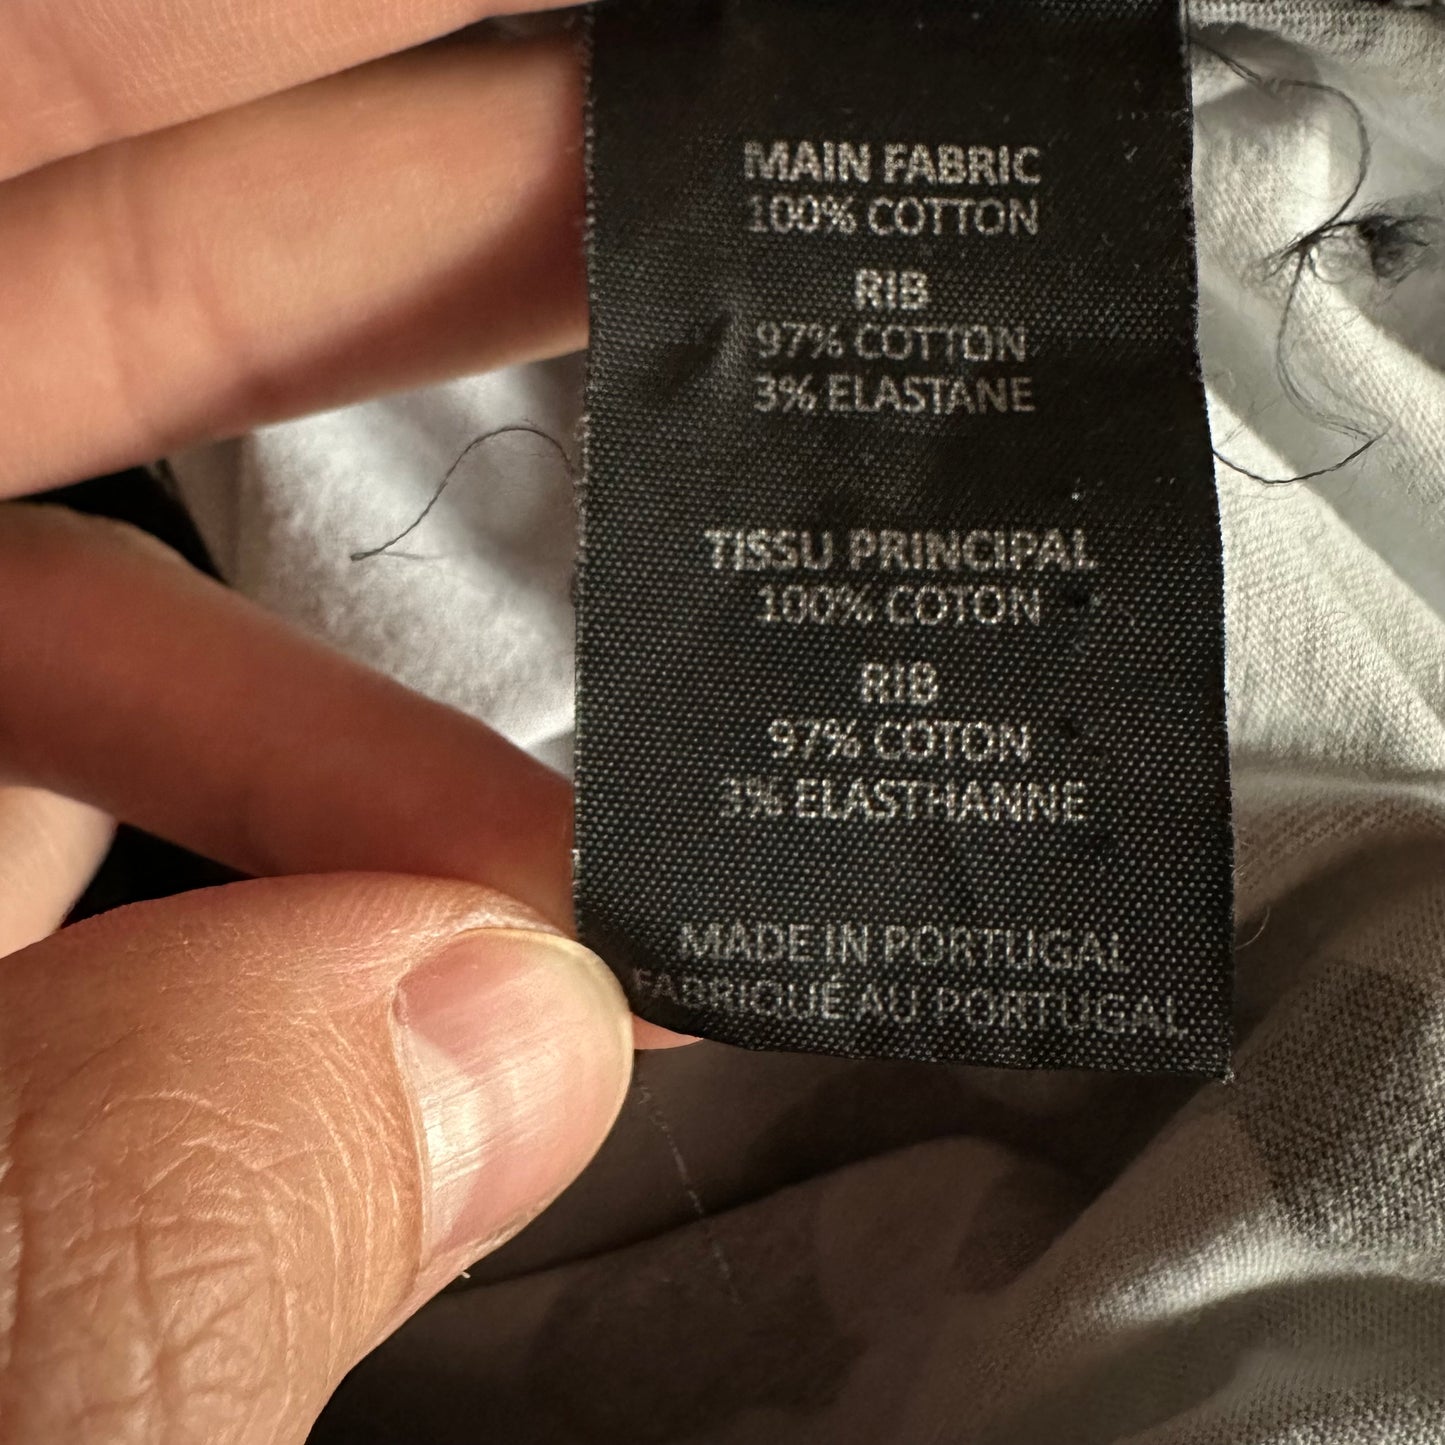 MAIN FABRIC
100% COTTON
RIB
97% COTTON
3% ELASTANE
TISSU PRINCIPAL
100% COTON
RIB
97% COTON
3% ELASTHANNE
MADE IN PORTUGAL
FABRIQUÉ AU PORTUGAL